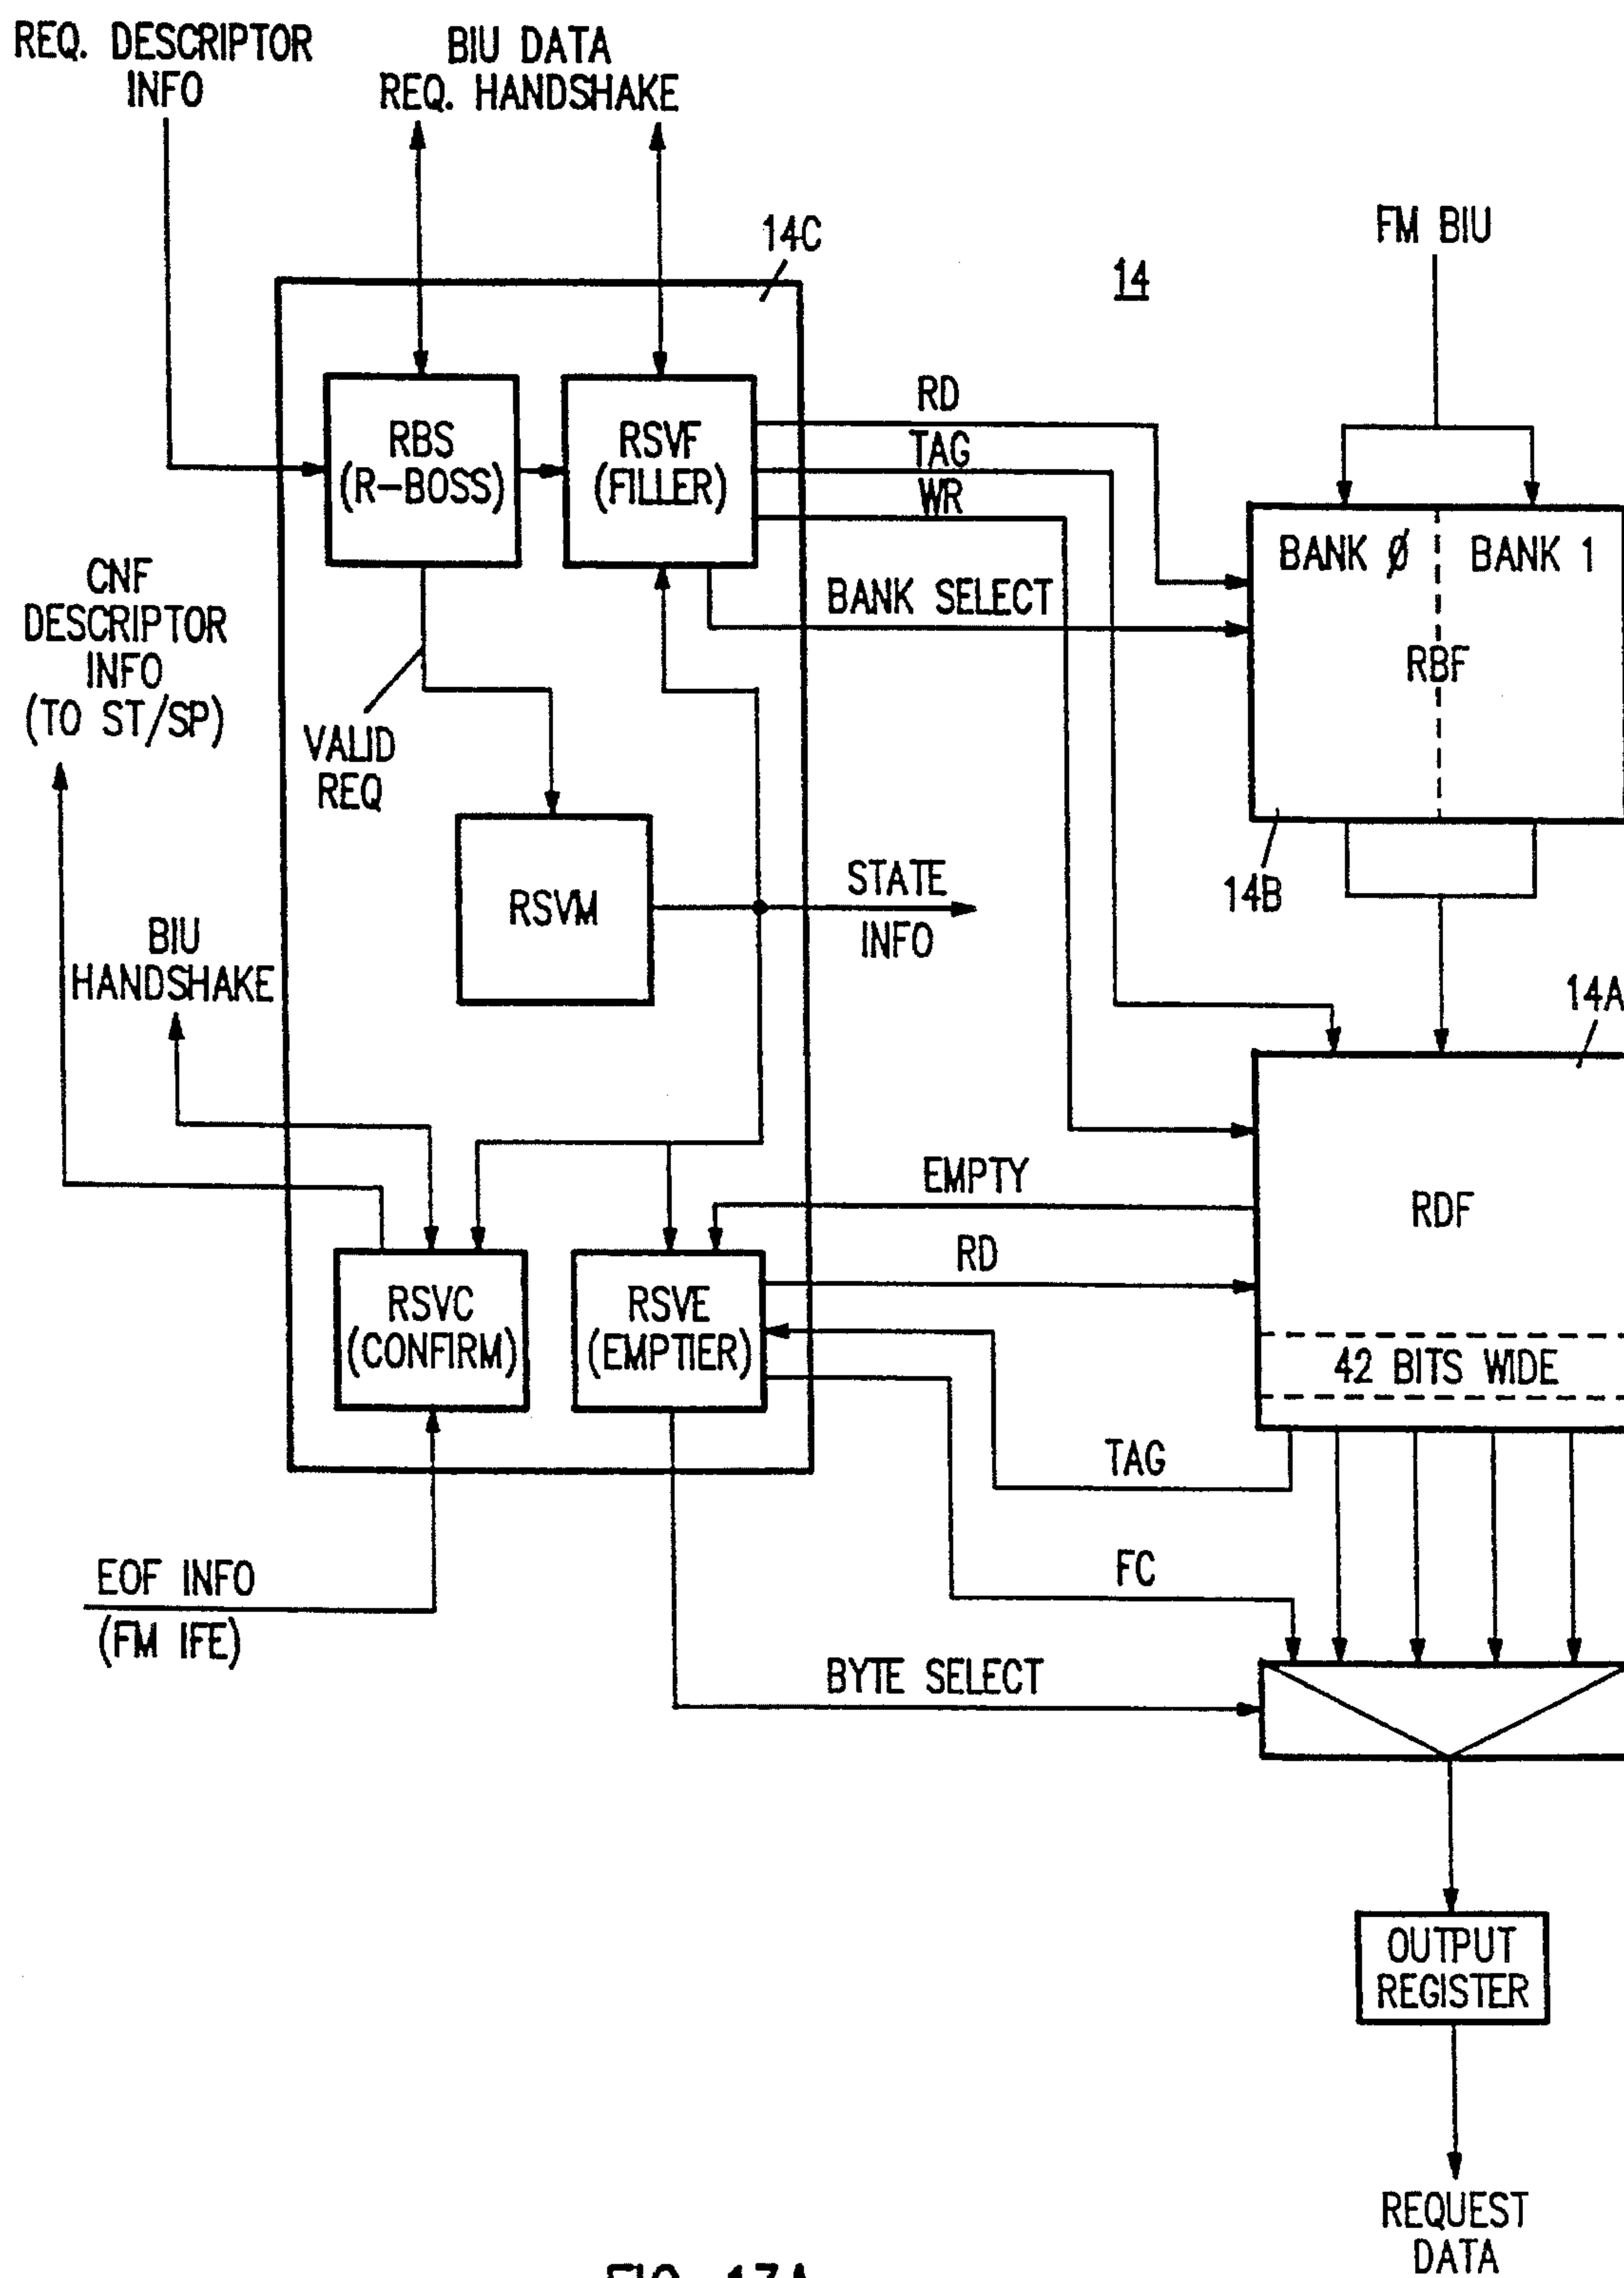 REQ. DESCRIPTOR
INFO
BIU DATA
REQ. HANDSHAKE
14C
14
FM BIU
RBS
(R-BOSS)
RSVF
(FILLER)
RD
TAG
WR
BANK SELECT
BANK Ø
BANK 1
RBF
14B
CNF
DESCRIPTOR
INFO
(TO ST/SP)
VALID
REQ
RSVM
STATE
INFO
BIU
HANDSHAKE
14A
EMPTY
RD
RDF
42 BITS WIDE
RSVC
(CONFIRM)
RSVE
(EMPTIER)
TAG
FC
EOF INFO
(FM IFE)
BYTE SELECT
OUTPUT
REGISTER
REQUEST
DATA
FIG. 17A